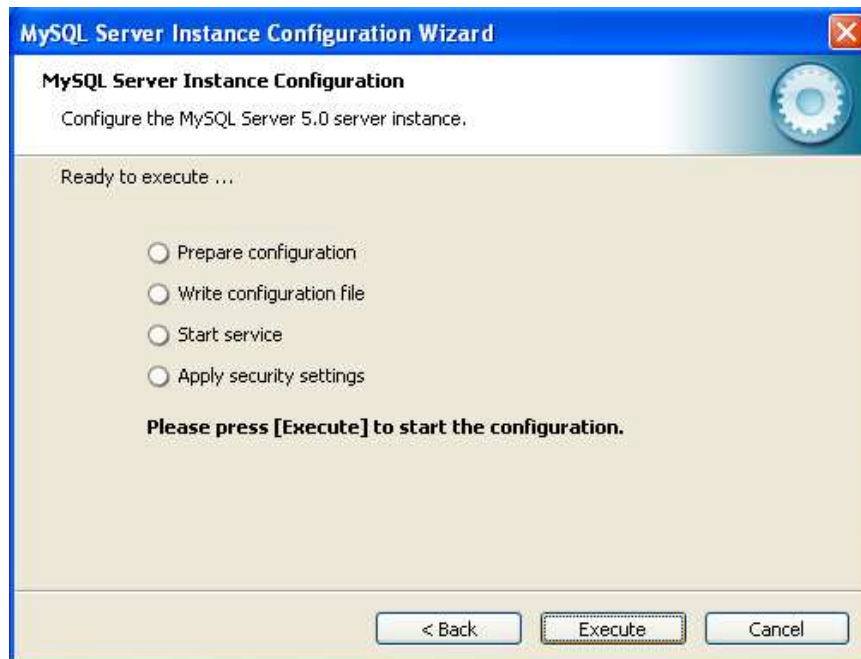 MySQL Server Instance Configuration Wizard
MySQL Server Instance Configuration
Configure the MySQL Server 5.0 server instance.
Ready to execute ...
Prepare configuration
Write configuration file
Start service
Apply security settings
Please press [Execute] to start the configuration.
< Back Execute Cancel